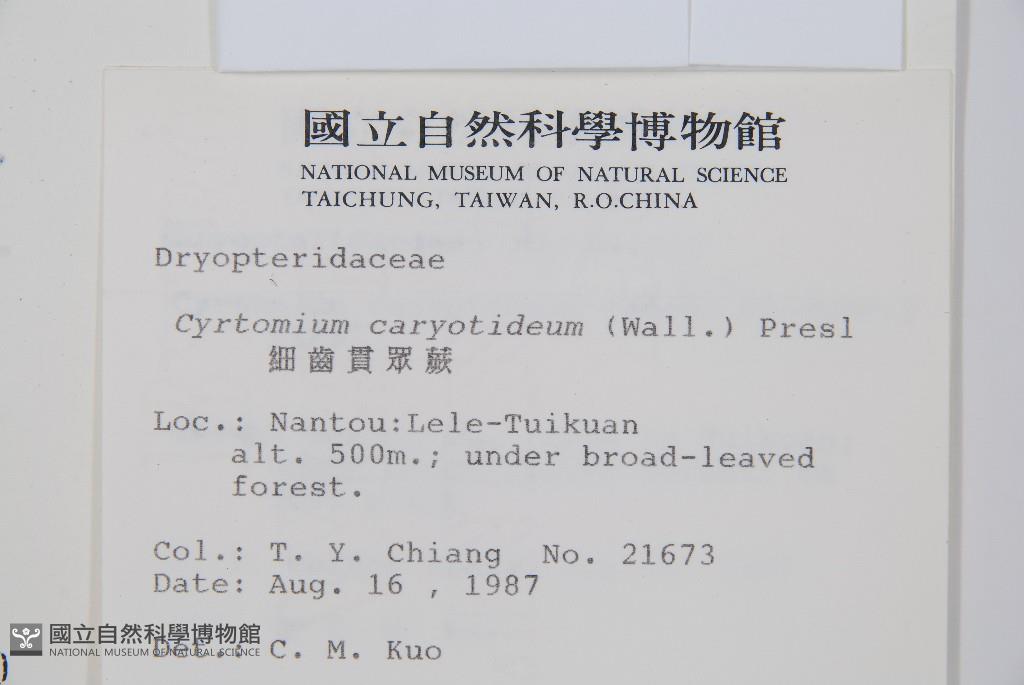 國立自然科學博物館
NATIONAL MUSEUM OF NATURAL SCIENCE
TAICHUNG, TAIWAN, R.O.CHINA
Dryopteridaceae
Cyrtomium caryotideum (Wall.) Presl
細齒貫眾蕨
Loc.: Nantou:Lele-Tuikuan
alt. 500m.; under broad-leaved
forest.
Col.: T. Y. Chiang No. 21673
Date: Aug. 16 , 1987
Det.: C. M. Kuo
國立自然科學博物館
NATIONAL MUSEUM OF NATURAL SCIENCE